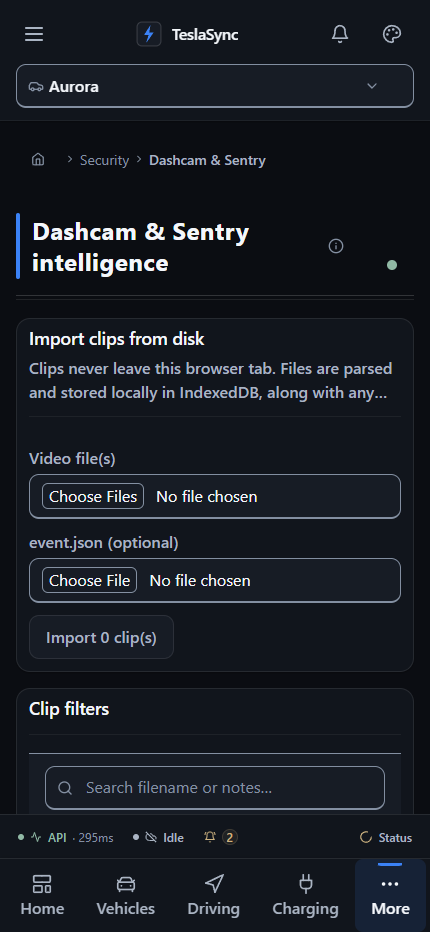 TeslaSync
Aurora
Security
Dashcam & Sentry
Dashcam & Sentry
intelligence
Import clips from disk
Clips never leave this browser tab. Files are parsed
and stored locally in IndexedDB, along with any...
Video file(s)
Choose Files No file chosen
event.json (optional)
Choose File No file chosen
Import 0 clip(s)
Clip filters
Search filename or notes...
API · 295ms Idle 2 Status
Home Vehicles Driving Charging More